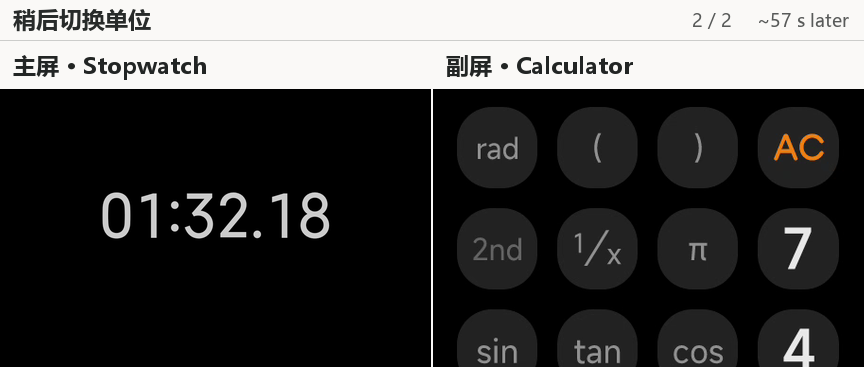 稍后切换单位
2 / 2 ~57 s later
主屏 • Stopwatch
副屏 • Calculator
01:32.18
rad ( ) AC
2nd 1/x π 7
sin tan cos 4